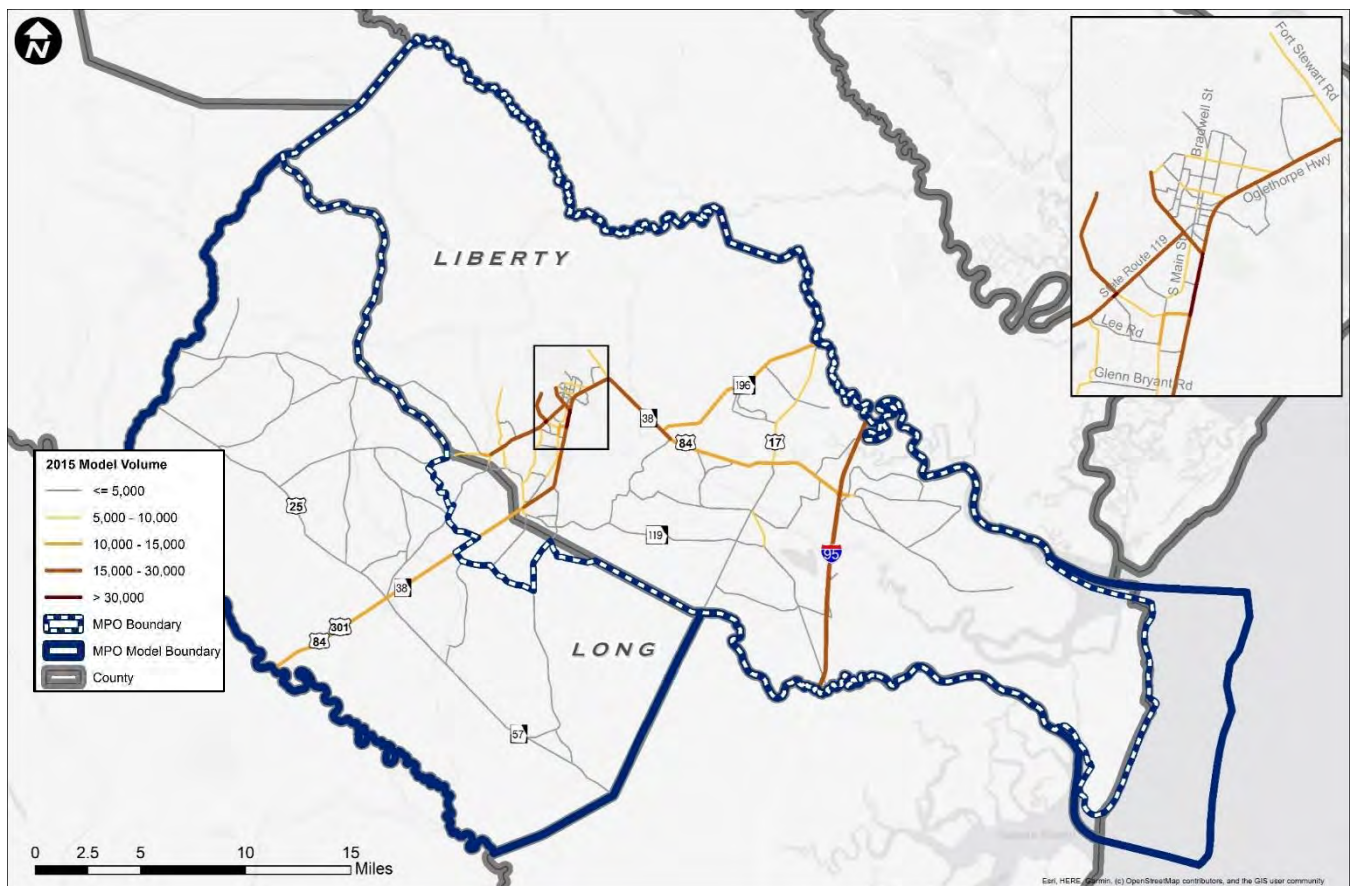 N
LIBERTY
LONG
196
38
84
17
95
119
25
38
301
84
57
Fort Stewart Rd
Bradwell St
Oglethorpe Hwy
State Route 119
S Main St
Lee Rd
Glenn Bryant Rd
2015 Model Volume
<= 5,000
5,000 - 10,000
10,000 - 15,000
15,000 - 30,000
> 30,000
MPO Boundary
MPO Model Boundary
County
0 2.5 5 10 15
Miles
Esri, HERE, Garmin, (c) OpenStreetMap contributors, and the GIS user community